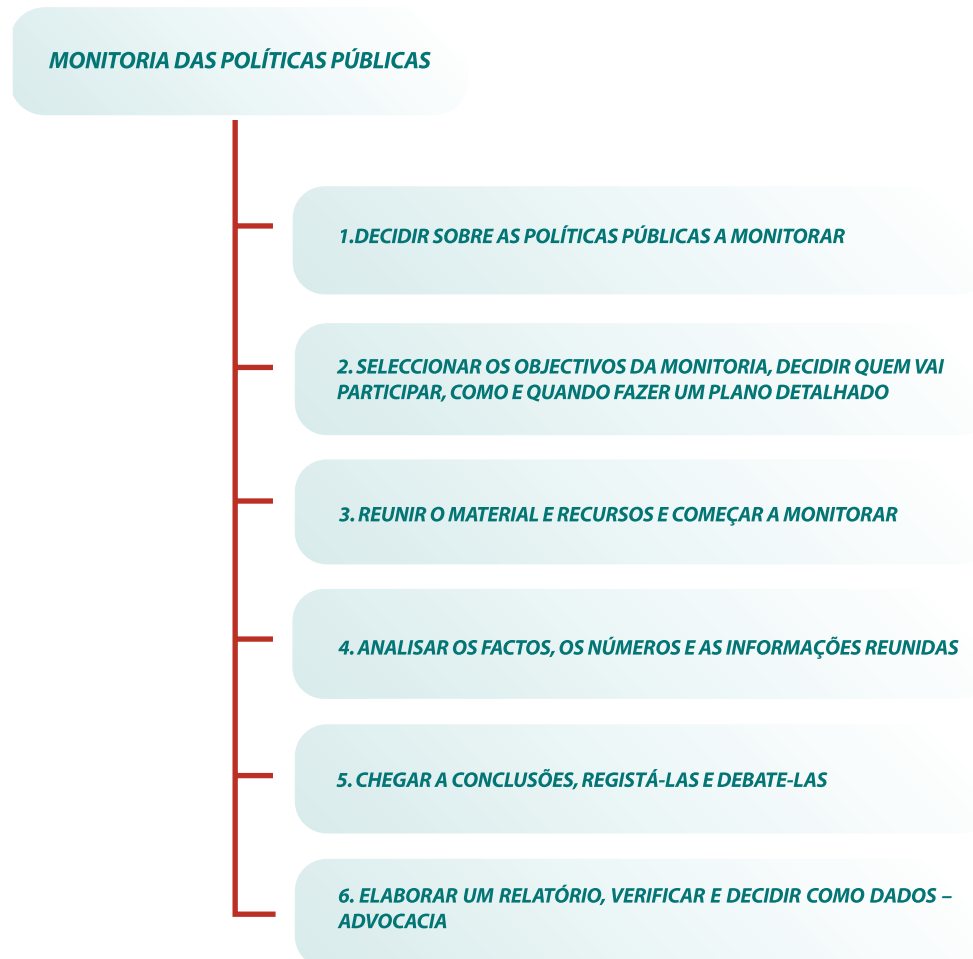 MONITORIA DAS POLÍTICAS PÚBLICAS
1.DECIDIR SOBRE AS POLÍTICAS PÚBLICAS A MONITORAR
2. SELECCIONAR OS OBJECTIVOS DA MONITORIA, DECIDIR QUEM VAI
PARTICIPAR, COMO E QUANDO FAZER UM PLANO DETALHADO
3. REUNIR O MATERIAL E RECURSOS E COMEÇAR A MONITORAR
4. ANALISAR OS FACTOS, OS NÚMEROS E AS INFORMAÇÕES REUNIDAS
5. CHEGAR A CONCLUSÕES, REGISTÁ-LAS E DEBATE-LAS
6. ELABORAR UM RELATÓRIO, VERIFICAR E DECIDIR COMO DADOS –
ADVOCACIA